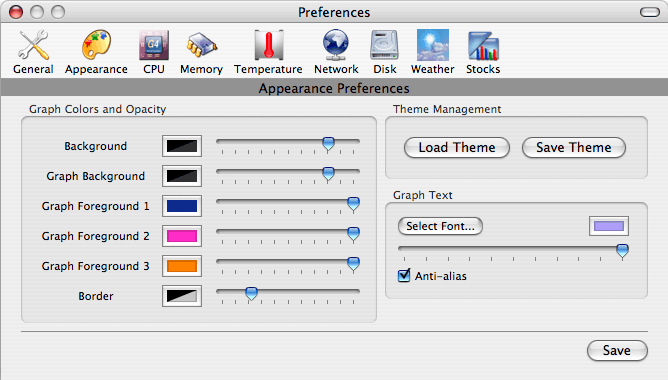 Preferences
General Appearance CPU Memory Temperature Network Disk Weather Stocks
G4
Appearance Preferences
Graph Colors and Opacity
Background
Graph Background
Graph Foreground 1
Graph Foreground 2
Graph Foreground 3
Border
Theme Management
Load Theme Save Theme
Graph Text
Select Font...
Anti-alias
Save